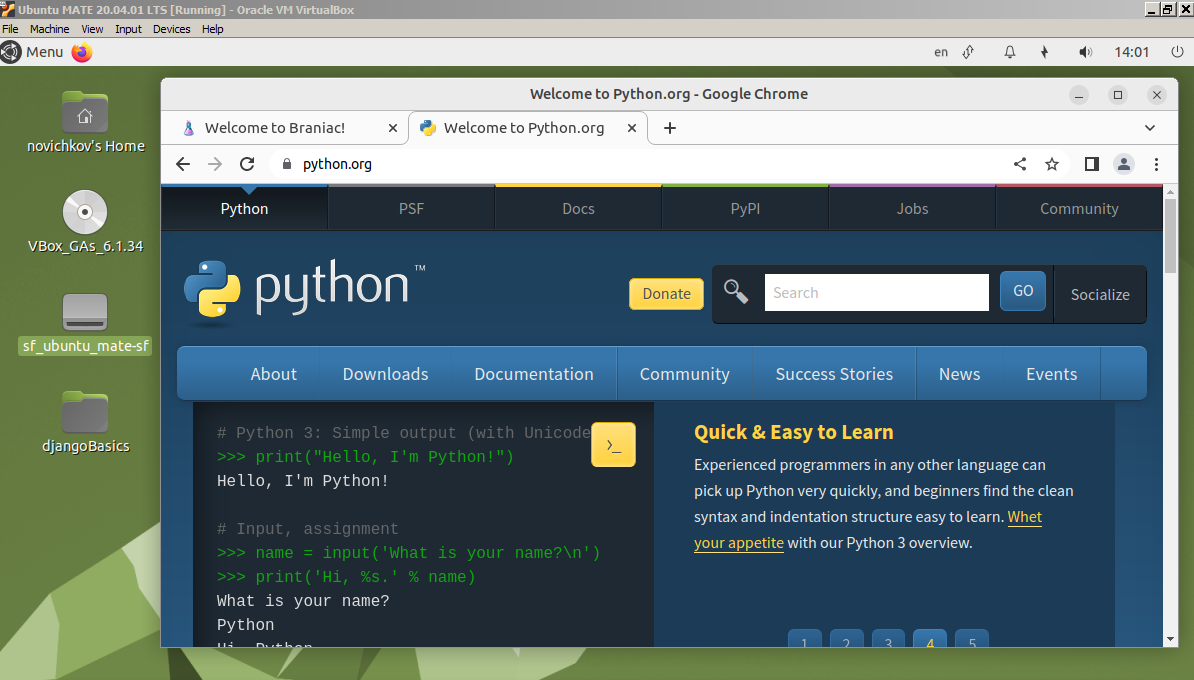 Ubuntu MATE 20.04.01 LTS [Running] - Oracle VM VirtualBox
File Machine View Input Devices Help
Menu en 14:01
novichkov's Home
VBox_GAs_6.1.34
sf_ubuntu_mate-sf
djangoBasics
Welcome to Python.org - Google Chrome
Welcome to Braniac! Welcome to Python.org
python.org
Python PSF Docs PyPI Jobs Community
python™
Donate Search GO Socialize
About Downloads Documentation Community Success Stories News Events
# Python 3: Simple output (with Unicode
>>> print("Hello, I'm Python!")
Hello, I'm Python!
# Input, assignment
>>> name = input('What is your name?\n')
>>> print('Hi, %s.' % name)
What is your name?
Python
Hi, Python.
>_
Quick & Easy to Learn
Experienced programmers in any other language can
pick up Python very quickly, and beginners find the clean
syntax and indentation structure easy to learn. Whet
your appetite with our Python 3 overview.
1 2 3 4 5